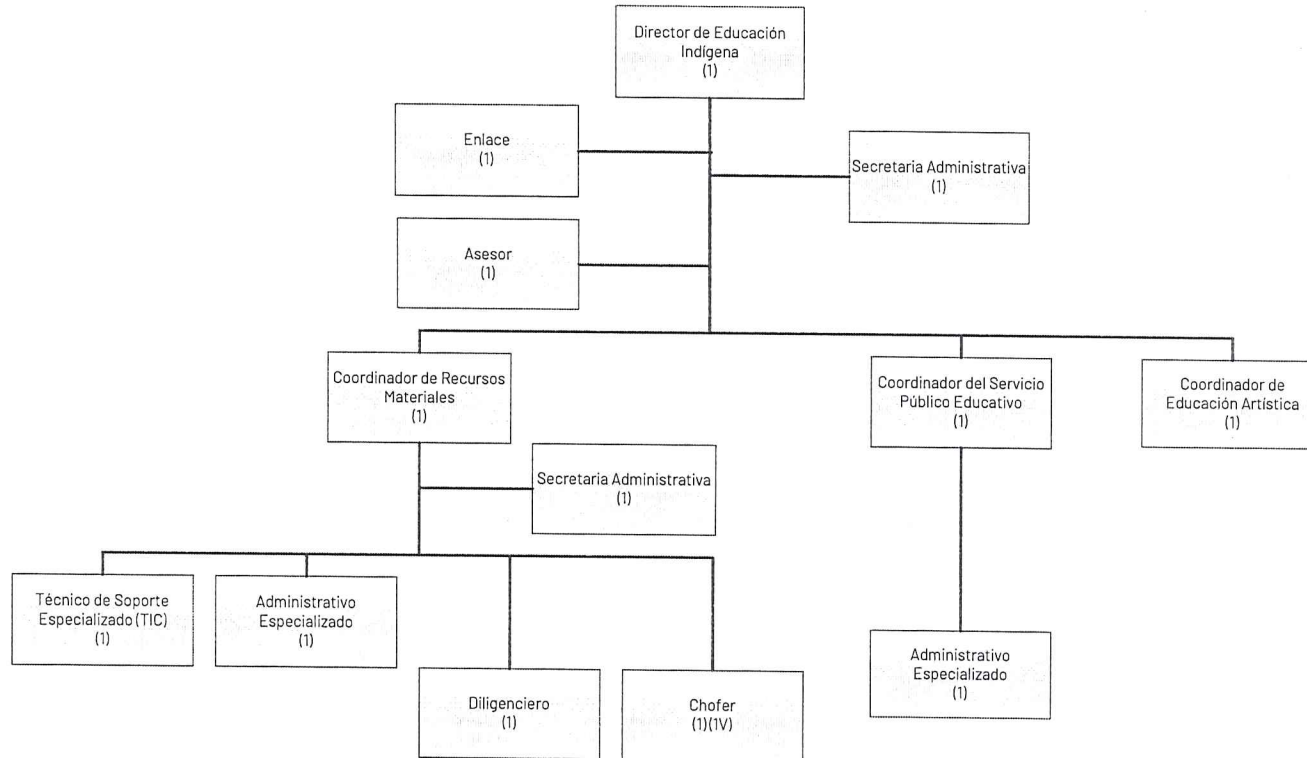 Director de Educación
Indígena
(1)
Enlace
(1)
Secretaria Administrativa
(1)
Asesor
(1)
Coordinador de Recursos
Materiales
(1)
Coordinador del Servicio
Público Educativo
(1)
Coordinador de
Educación Artística
(1)
Secretaria Administrativa
(1)
Técnico de Soporte
Especializado (TIC)
(1)
Administrativo
Especializado
(1)
Diligenciero
(1)
Chofer
(1)(1V)
Administrativo
Especializado
(1)